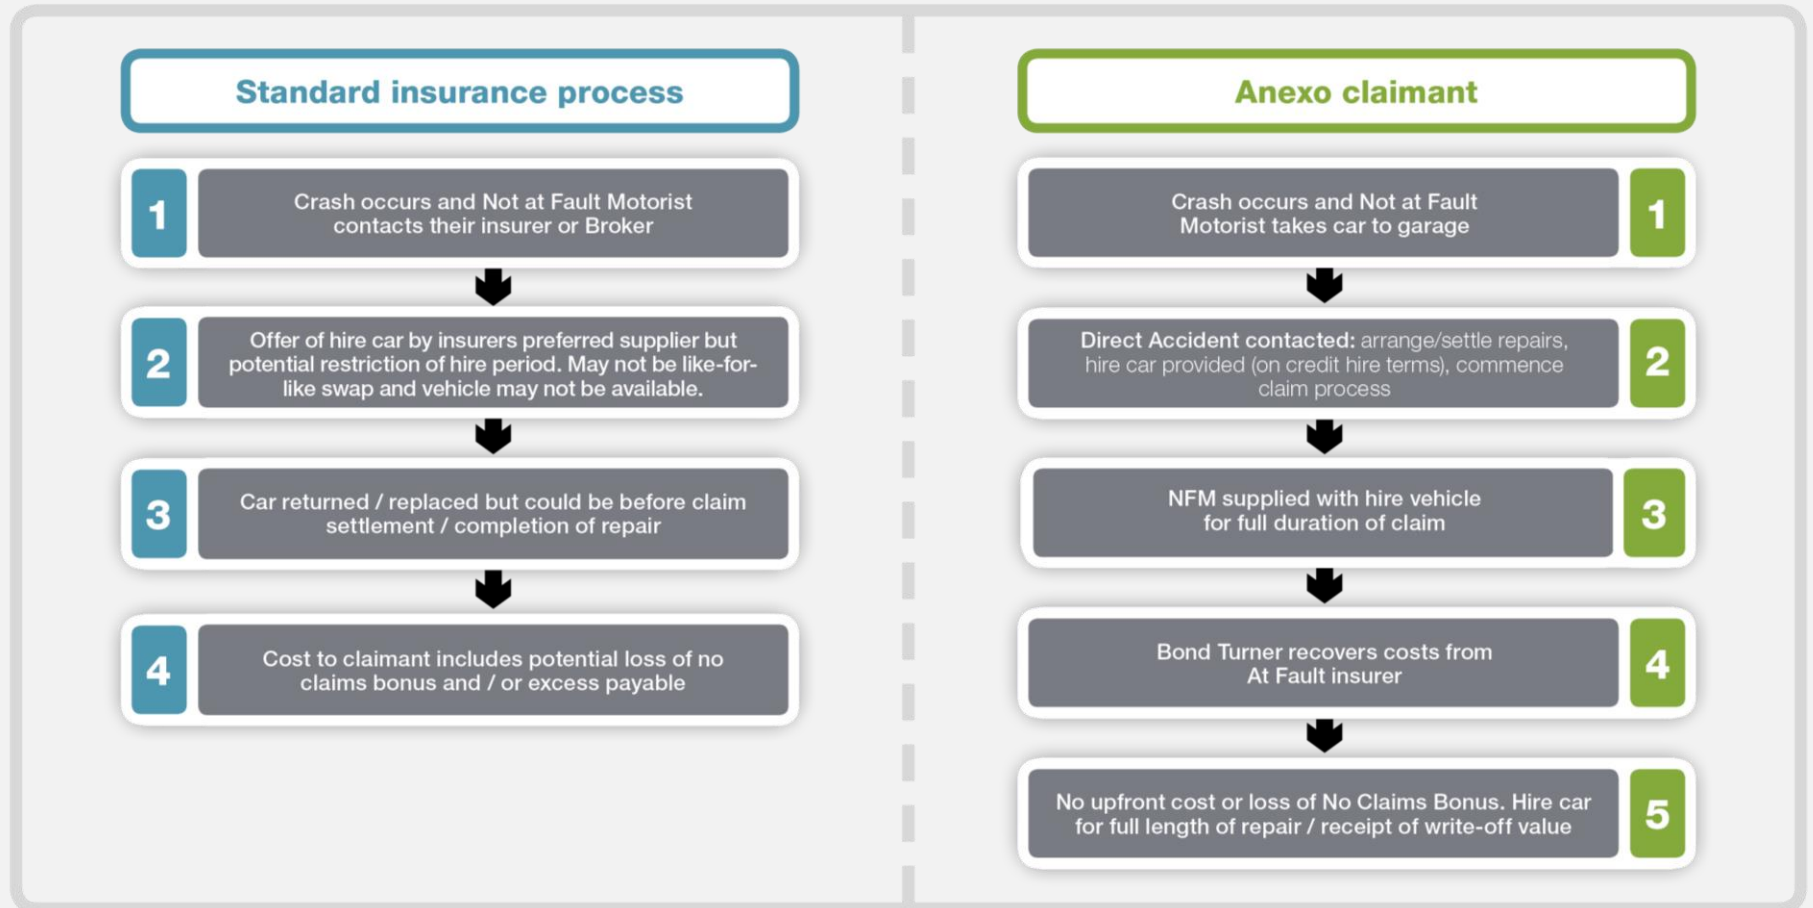 Standard insurance process
1
Crash occurs and Not at Fault Motorist
contacts their insurer or Broker
2
Offer of hire car by insurers preferred supplier but
potential restriction of hire period. May not be like-for-
like swap and vehicle may not be available.
3
Car returned / replaced but could be before claim
settlement / completion of repair
4
Cost to claimant includes potential loss of no
claims bonus and / or excess payable
Anexo claimant
Crash occurs and Not at Fault
Motorist takes car to garage
1
Direct Accident contacted: arrange/settle repairs,
hire car provided (on credit hire terms), commence
claim process
2
NFM supplied with hire vehicle
for full duration of claim
3
Bond Turner recovers costs from
At Fault insurer
4
No upfront cost or loss of No Claims Bonus. Hire car
for full length of repair / receipt of write-off value
5